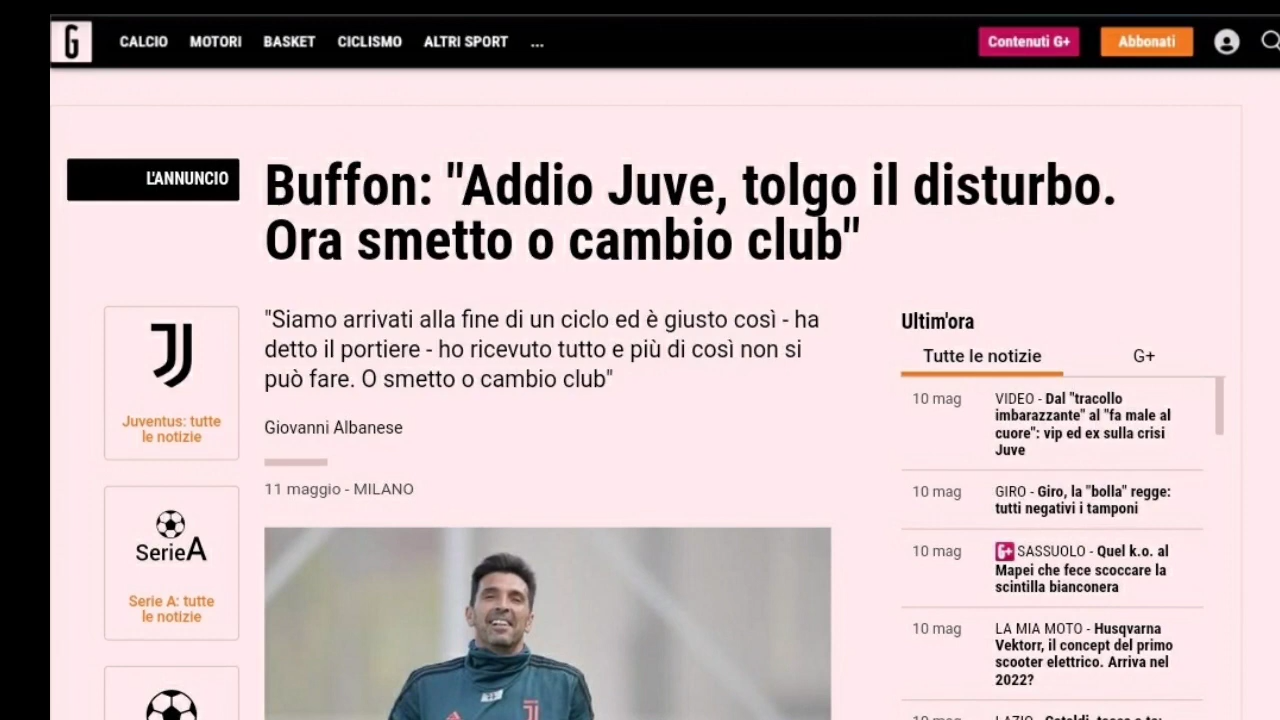 G
CALCIO MOTORI BASKET CICLISMO ALTRI SPORT ...
Contenuti G+
Abbonati
L'ANNUNCIO
Buffon: "Addio Juve, tolgo il disturbo.
Ora smetto o cambio club"
Juventus: tutte
le notizie
SerieA
Serie A: tutte
le notizie
"Siamo arrivati alla fine di un ciclo ed è giusto così - ha
detto il portiere - ho ricevuto tutto e più di così non si
può fare. O smetto o cambio club"
Giovanni Albanese
11 maggio - MILANO
Ultim'ora
Tutte le notizie G+
10 mag VIDEO - Dal "tracollo
imbarazzante" al "fa male al
cuore": vip ed ex sulla crisi
Juve
10 mag GIRO - Giro, la "bolla" regge:
tutti negativi i tamponi
10 mag G+ SASSUOLO - Quel k.o. al
Mapei che fece scoccare la
scintilla bianconera
10 mag LA MIA MOTO - Husqvarna
Vektorr, il concept del primo
scooter elettrico. Arriva nel
2022?